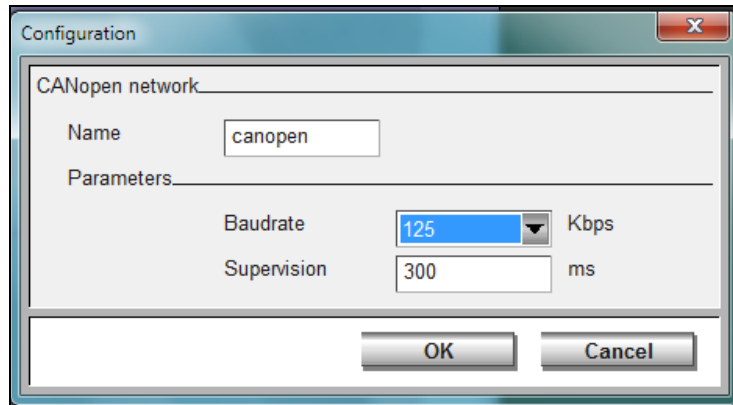 Configuration
CANopen network
Name canopen
Parameters
Baudrate 125 Kbps
Supervision 300 ms
OK Cancel